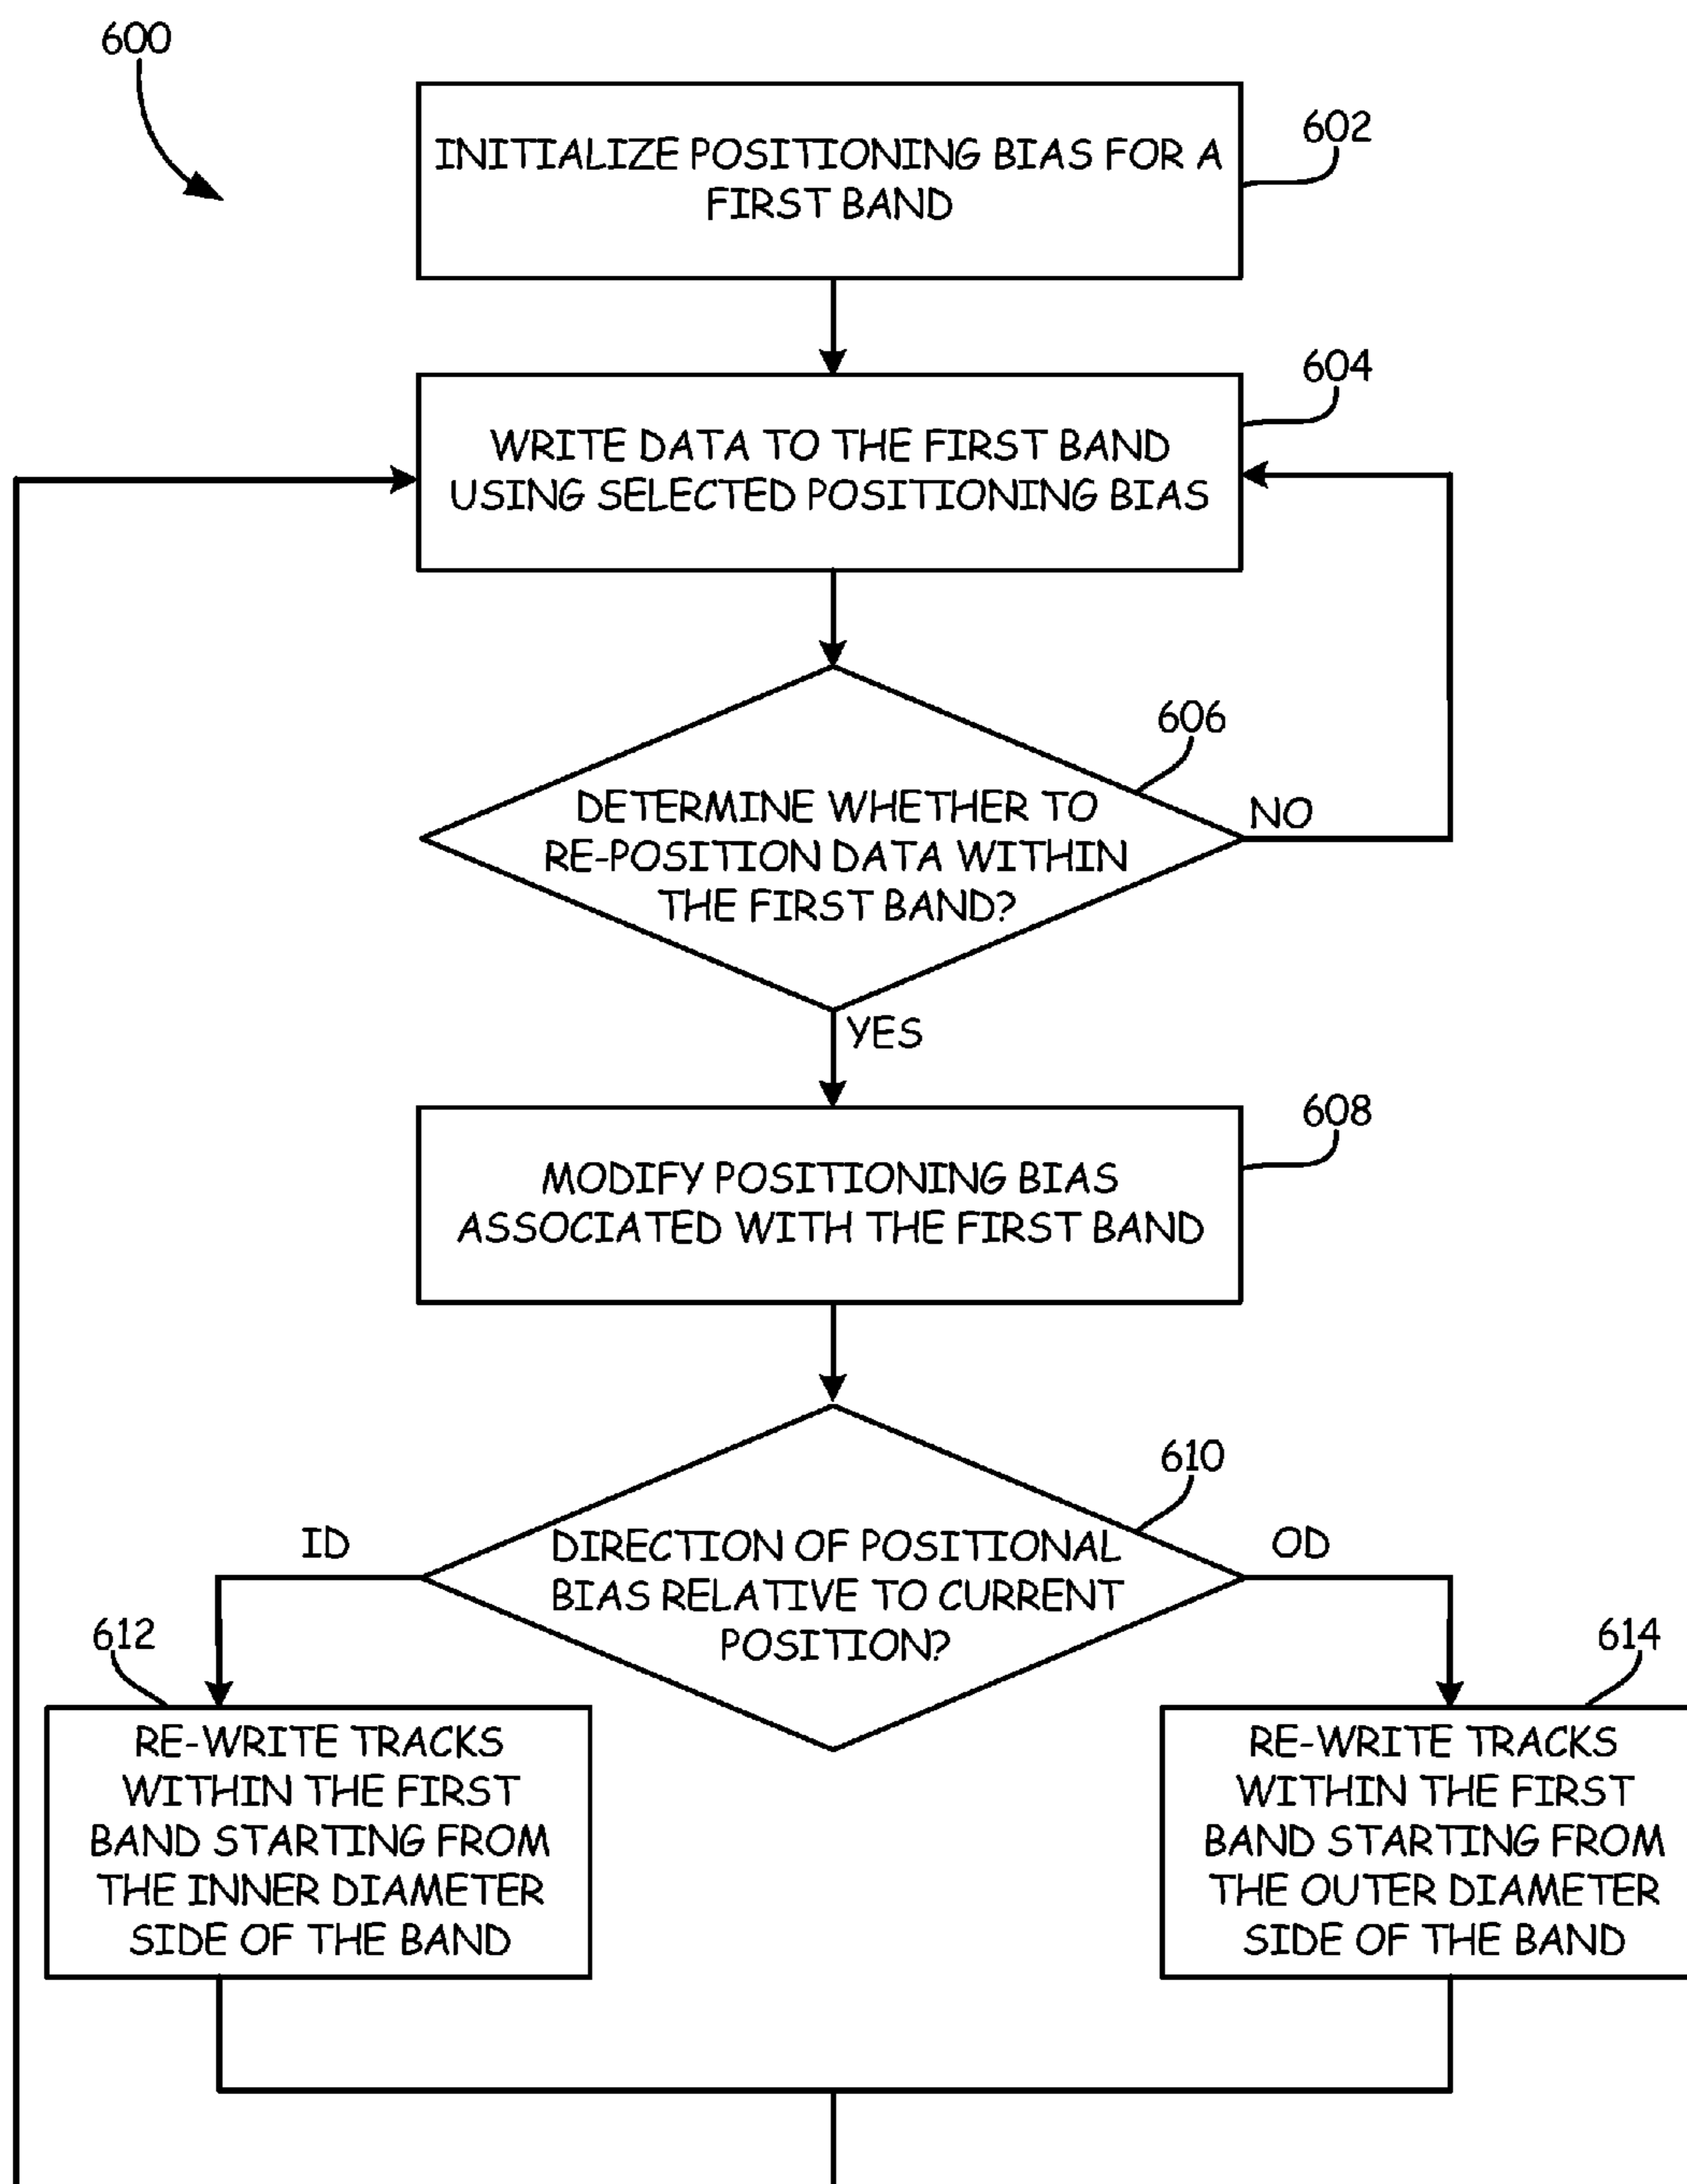 600
INITIALIZE POSITIONING BIAS FOR A
FIRST BAND
602
604
WRITE DATA TO THE FIRST BAND
USING SELECTED POSITIONING BIAS
606
DETERMINE WHETHER TO
RE-POSITION DATA WITHIN
THE FIRST BAND?
NO
YES
608
MODIFY POSITIONING BIAS
ASSOCIATED WITH THE FIRST BAND
610
ID
DIRECTION OF POSITIONAL
BIAS RELATIVE TO CURRENT
POSITION?
OD
612
RE-WRITE TRACKS
WITHIN THE FIRST
BAND STARTING FROM
THE INNER DIAMETER
SIDE OF THE BAND
614
RE-WRITE TRACKS
WITHIN THE FIRST
BAND STARTING FROM
THE OUTER DIAMETER
SIDE OF THE BAND